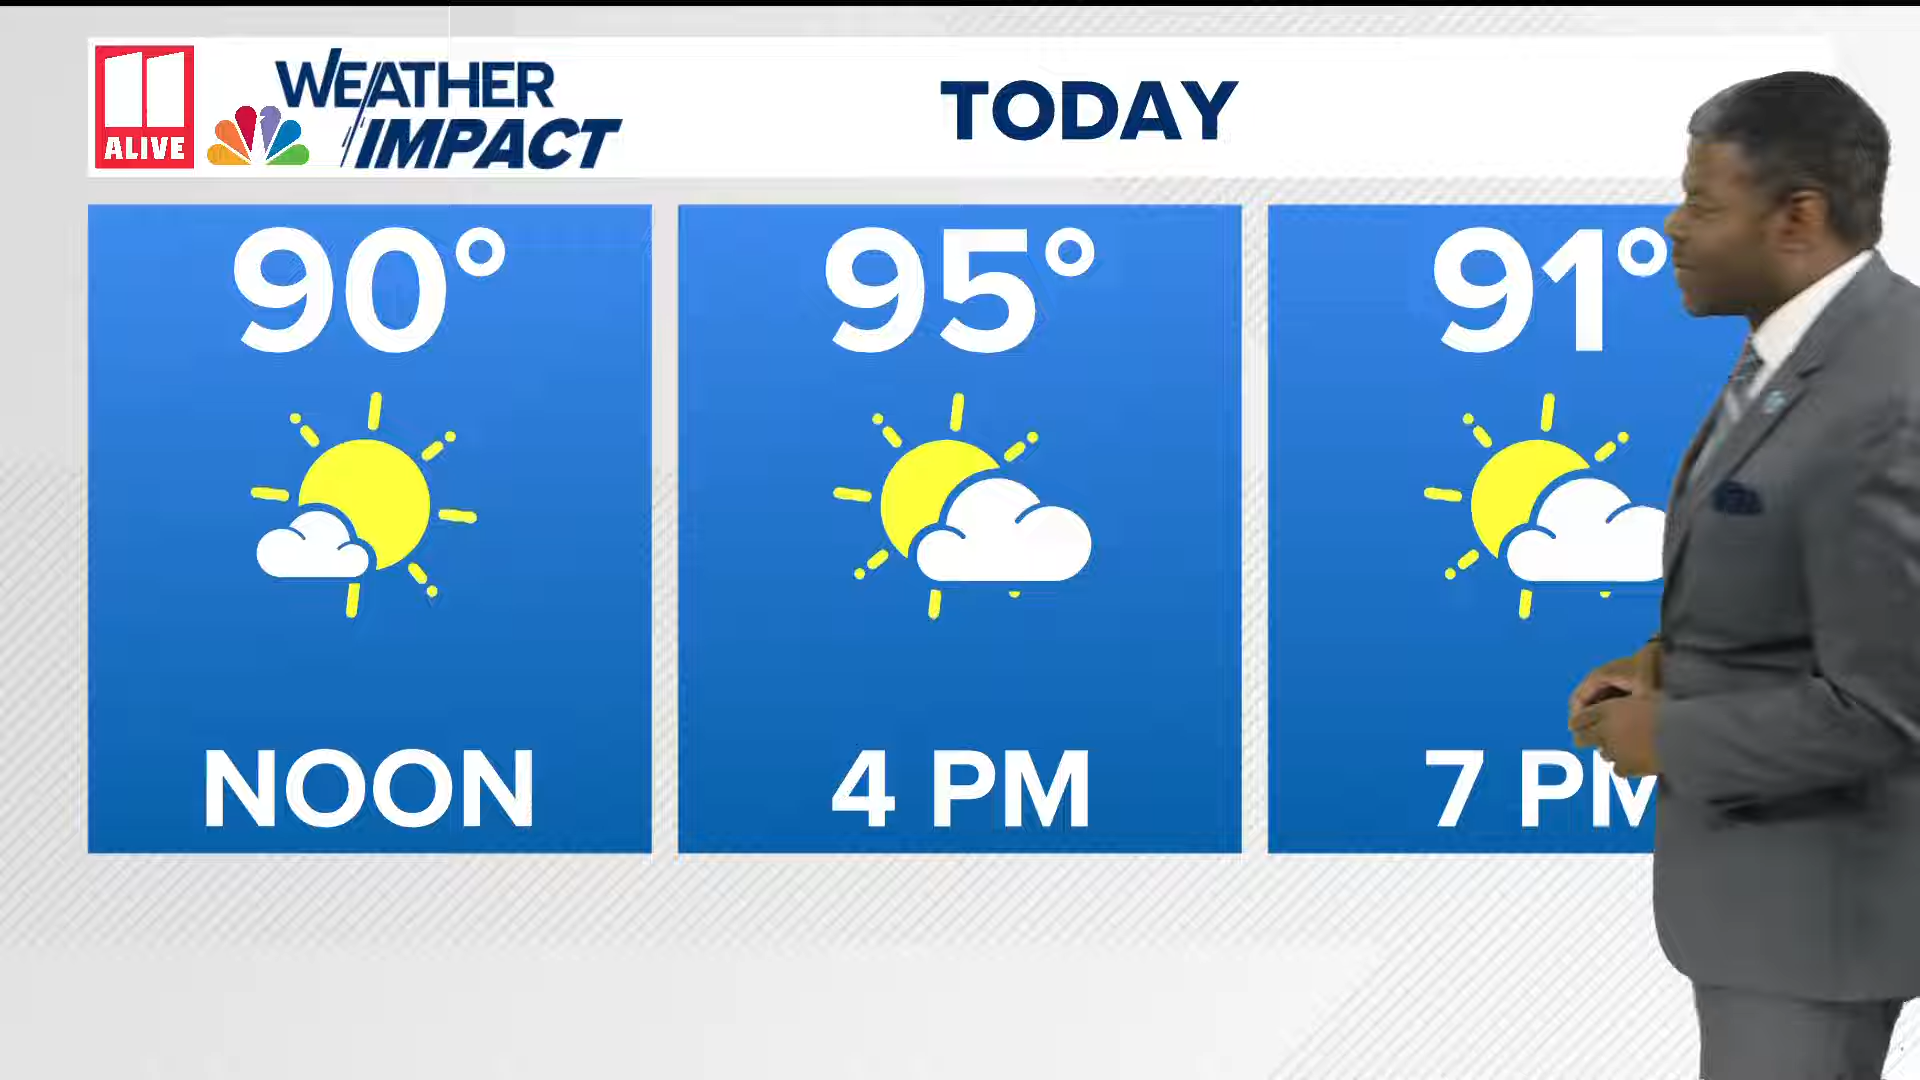 11
ALIVE
WEATHER
IMPACT
TODAY
90°
95°
91°
NOON
4 PM
7 PM